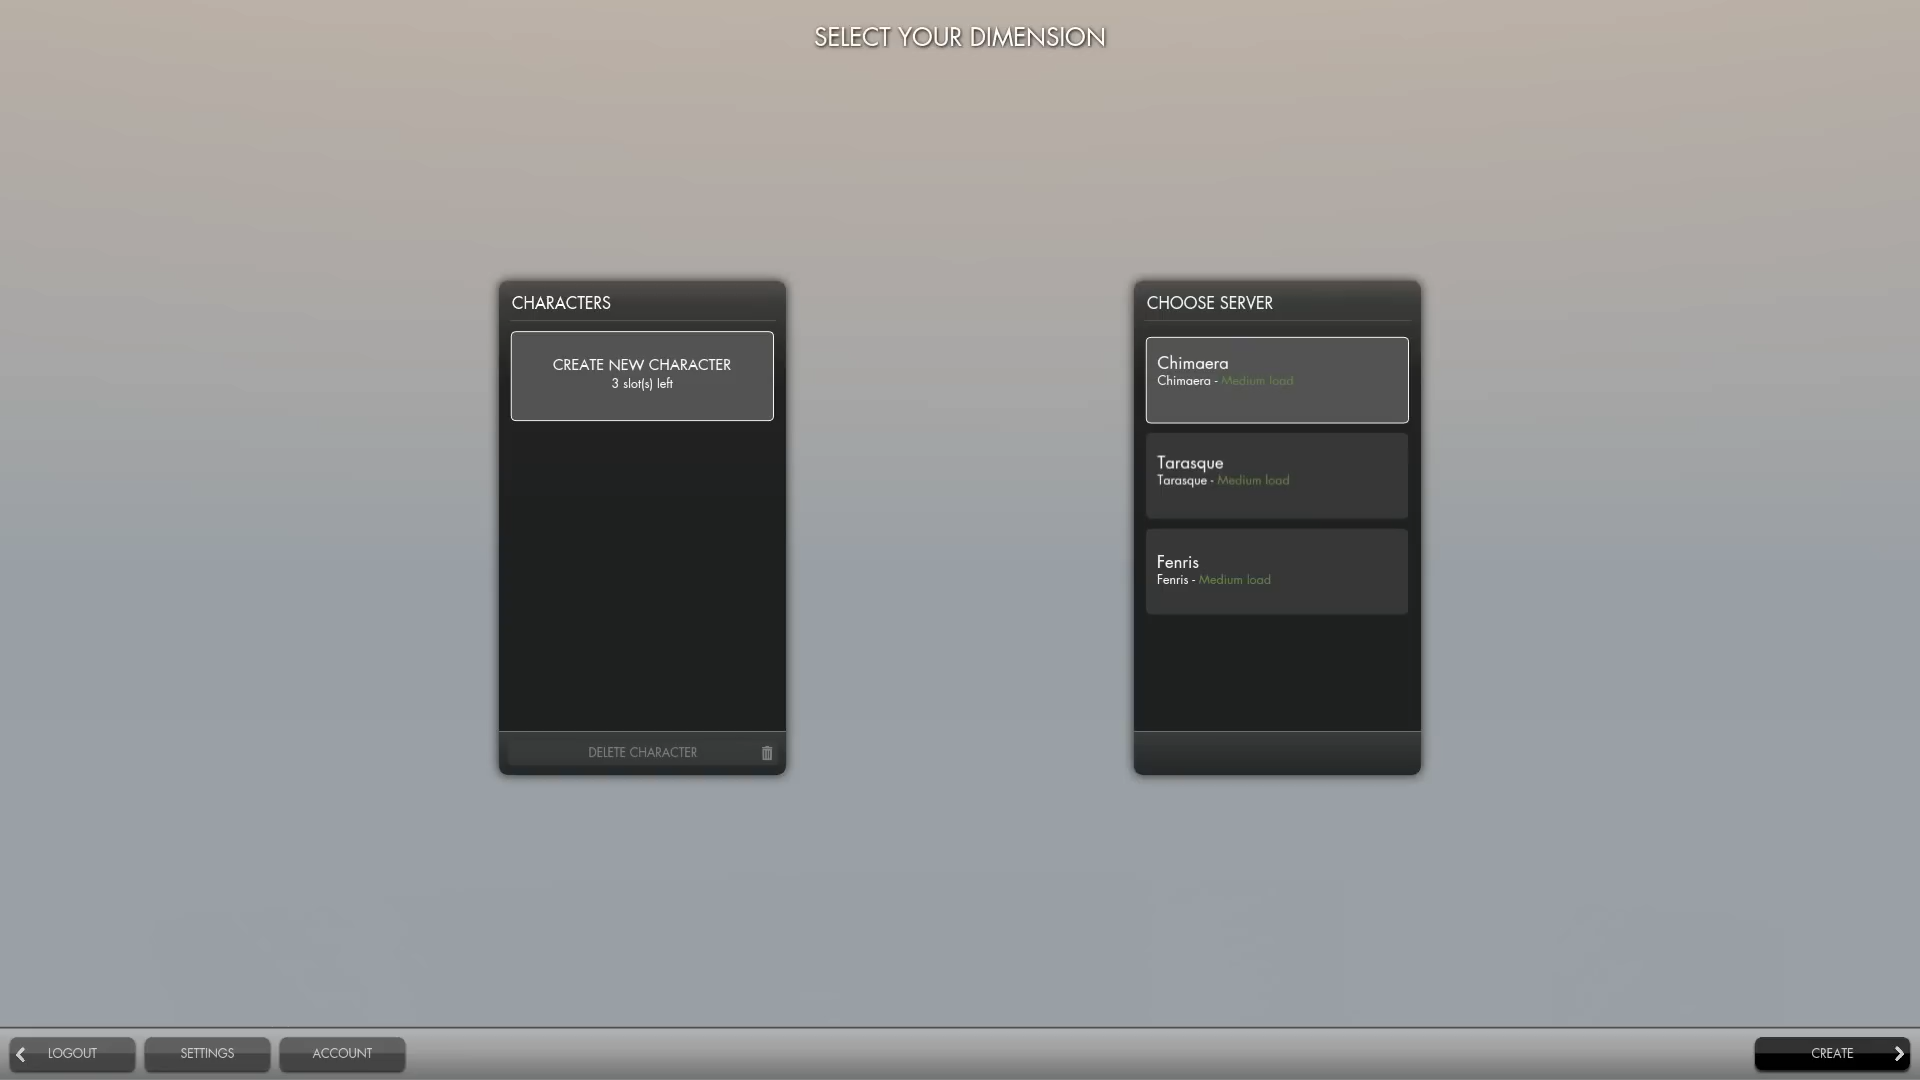 SELECT YOUR DIMENSION
CHARACTERS
CREATE NEW CHARACTER
3 slot(s) left
DELETE CHARACTER
CHOOSE SERVER
Chimaera
Chimaera - Medium load
Tarasque
Tarasque - Medium load
Fenris
Fenris - Medium load
LOGOUT
SETTINGS
ACCOUNT
CREATE